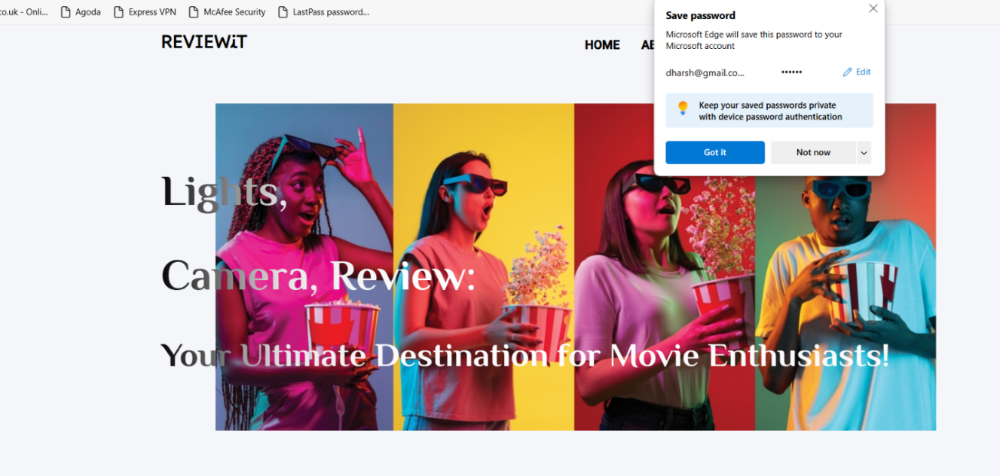 co.uk - Onli...
Agoda
Express VPN
McAfee Security
LastPass password...
REVIEWiT
HOME
Save password
Microsoft Edge will save this password to your
Microsoft account
dharsh@gmail.co...
••••••
Edit
Keep your saved passwords private
with device password authentication
Got it
Not now
Lights,
Camera, Review:
Your Ultimate Destination for Movie Enthusiasts!